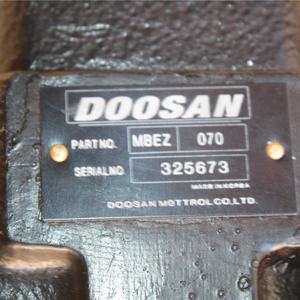 DOOSAN
PART NO. MBEZ 070
SERIAL NO. 325673
MADE IN KOREA
DOOSAN MOTTROL CO., LTD.